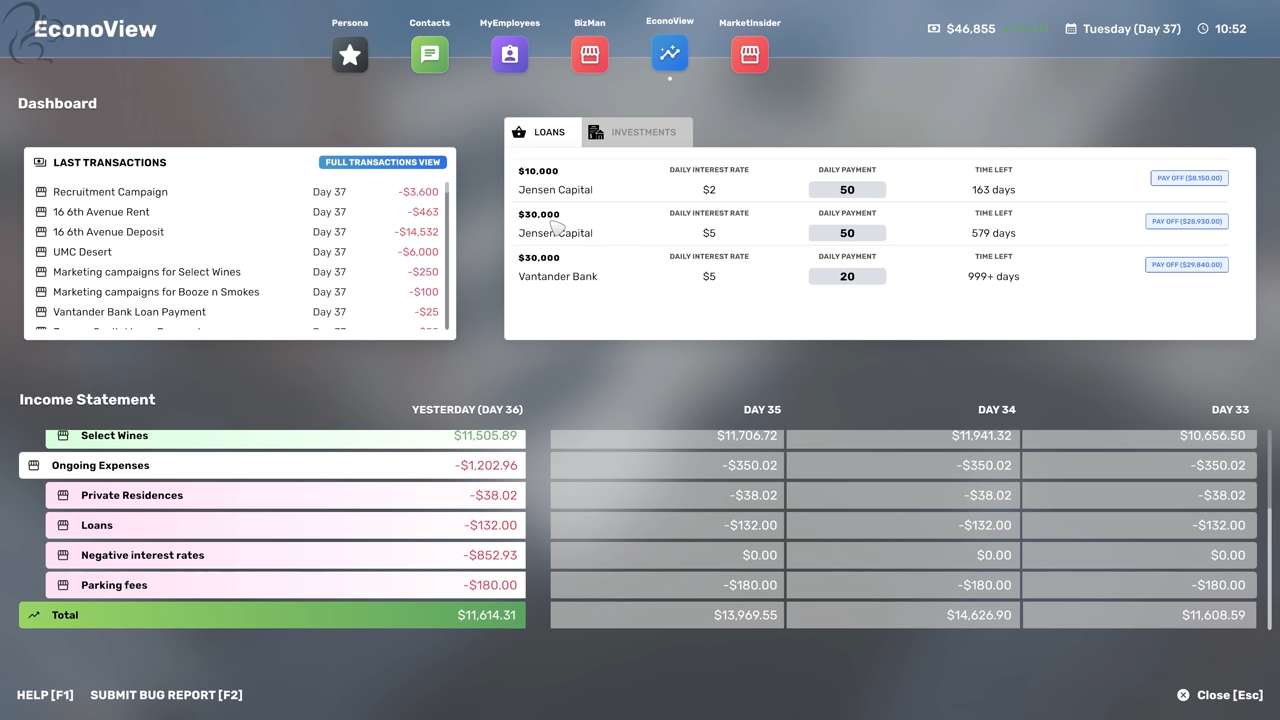 EconoView
Persona
Contacts
MyEmployees
BizMan
EconoView
MarketInsider
$46,855
Tuesday (Day 37)
10:52
Dashboard
LAST TRANSACTIONS
FULL TRANSACTIONS VIEW
Recruitment Campaign Day 37 -$3,600
16 6th Avenue Rent Day 37 -$463
16 6th Avenue Deposit Day 37 -$14,532
UMC Desert Day 37 -$6,000
Marketing campaigns for Select Wines Day 37 -$250
Marketing campaigns for Booze n Smokes Day 37 -$100
Vantander Bank Loan Payment Day 37 -$25
LOANS
INVESTMENTS
$10,000 DAILY INTEREST RATE DAILY PAYMENT TIME LEFT
Jensen Capital $2 50 163 days
PAY OFF ($8,150.00)
$30,000 DAILY INTEREST RATE DAILY PAYMENT TIME LEFT
Jensen Capital $5 50 579 days
PAY OFF ($28,930.00)
$30,000 DAILY INTEREST RATE DAILY PAYMENT TIME LEFT
Vantander Bank $5 20 999+ days
PAY OFF ($29,840.00)
Income Statement
YESTERDAY (DAY 36) DAY 35 DAY 34 DAY 33
Select Wines $11,505.89 $11,706.72 $11,941.32 $10,656.50
Ongoing Expenses -$1,202.96 -$350.02 -$350.02 -$350.02
Private Residences -$38.02 -$38.02 -$38.02 -$38.02
Loans -$132.00 -$132.00 -$132.00 -$132.00
Negative interest rates -$852.93 $0.00 $0.00 $0.00
Parking fees -$180.00 -$180.00 -$180.00 -$180.00
Total $11,614.31 $13,969.55 $14,626.90 $11,608.59
HELP [F1]
SUBMIT BUG REPORT [F2]
Close [Esc]